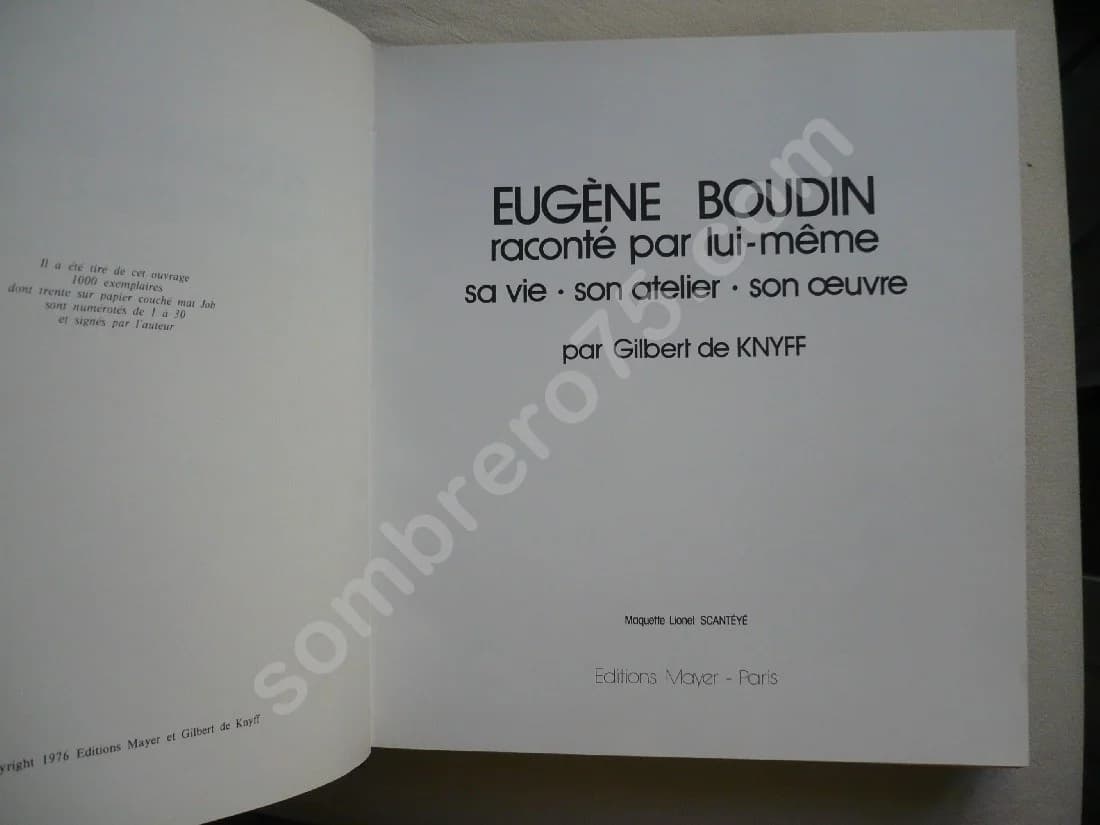 Il a été tire de cet ouvrage
1000 exemplaires
dont trente sur papier couché mat Job
sont numérotés de 1 à 30
et signés par l'auteur
yright 1976 Editions Mayer et Gilbert de Knyff
EUGÈNE BOUDIN
raconté par lui-même
sa vie • son atelier • son œuvre
par Gilbert de KNYFF
Maquette Lionel SCANTÉYÉ
Editions Mayer - Paris
sombrero75.com